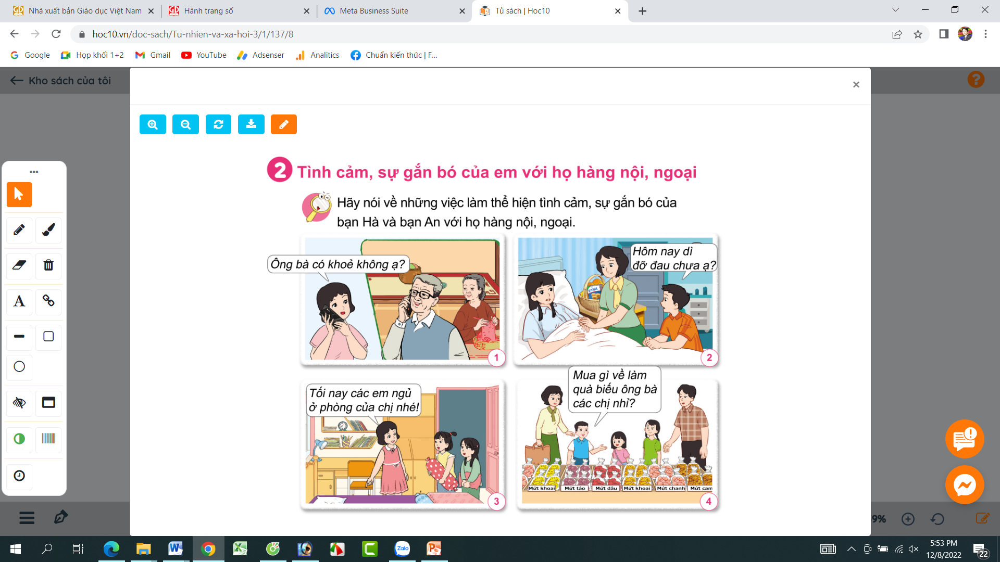 Nhà xuất bản Giáo dục Việt Nam
Hành trang số
Meta Business Suite
Tủ sách | Hoc10
hoc10.vn/doc-sach/Tu-nhien-va-xa-hoi-3/1/137/8
Google
Họp khối 1+2
Gmail
YouTube
Adsenser
Analitics
Chuẩn kiến thức | F...
Kho sách của tôi
2 Tình cảm, sự gắn bó của em với họ hàng nội, ngoại
Hãy nói về những việc làm thể hiện tình cảm, sự gắn bó của
bạn Hà và bạn An với họ hàng nội, ngoại.
Ông bà có khoẻ không ạ?
1
Hôm nay dì
đỡ đau chưa ạ?
BÁNH
2
Tối nay các em ngủ
ở phòng của chị nhé!
3
Mua gì về làm
quà biếu ông bà
các chị nhỉ?
Mứt khoai
Mứt táo
Mứt dâu
Mứt khoai
Mứt chanh
Mứt cam
4
9%
Zalo
5:53 PM
12/8/2022
22